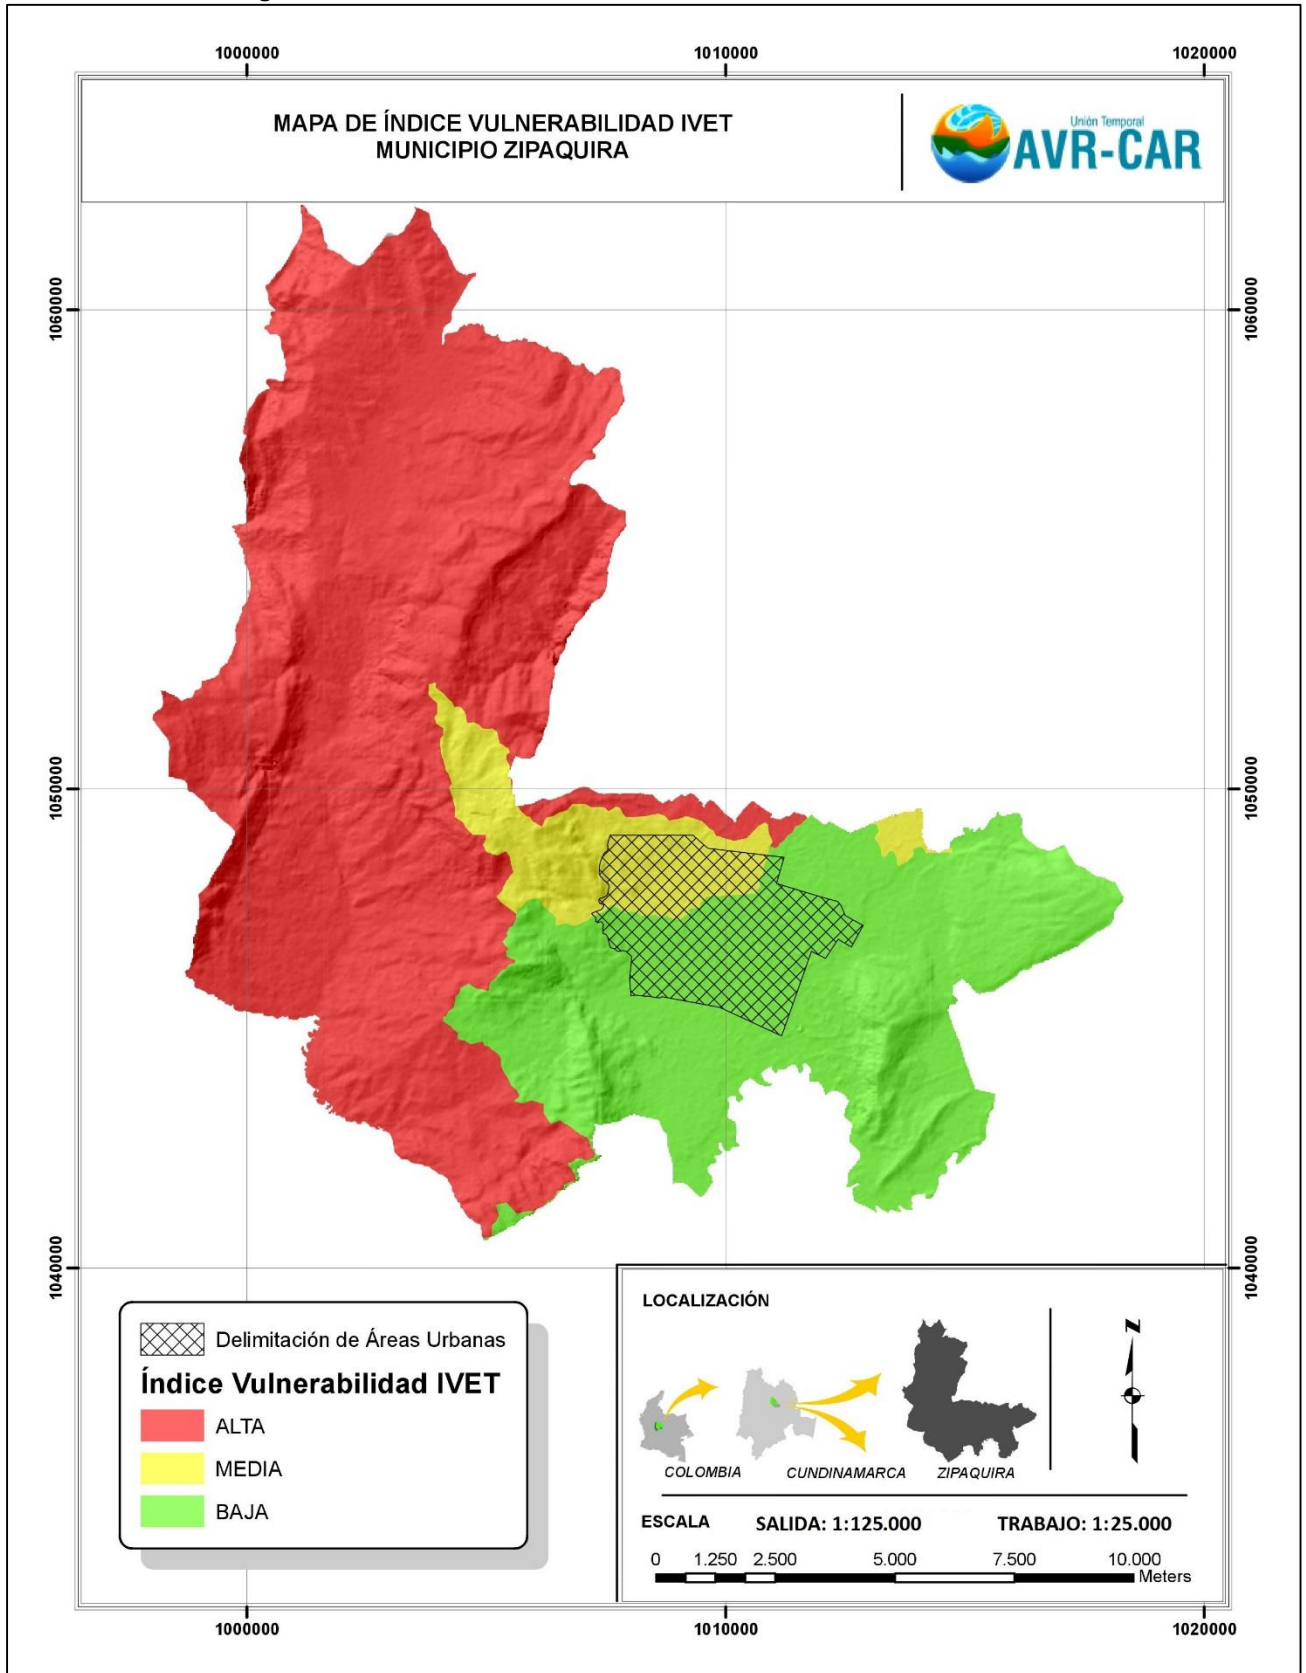 1000000
1010000
1020000
MAPA DE ÍNDICE VULNERABILIDAD IVET
MUNICIPIO ZIPAQUIRA
Unión Temporal
AVR-CAR
1060000
1060000
1050000
1050000
1040000
1040000
Delimitación de Áreas Urbanas
Índice Vulnerabilidad IVET
ALTA
MEDIA
BAJA
LOCALIZACIÓN
N
COLOMBIA
CUNDINAMARCA
ZIPAQUIRA
ESCALA SALIDA: 1:125.000 TRABAJO: 1:25.000
0 1.250 2.500 5.000 7.500 10.000
Meters
1000000
1010000
1020000